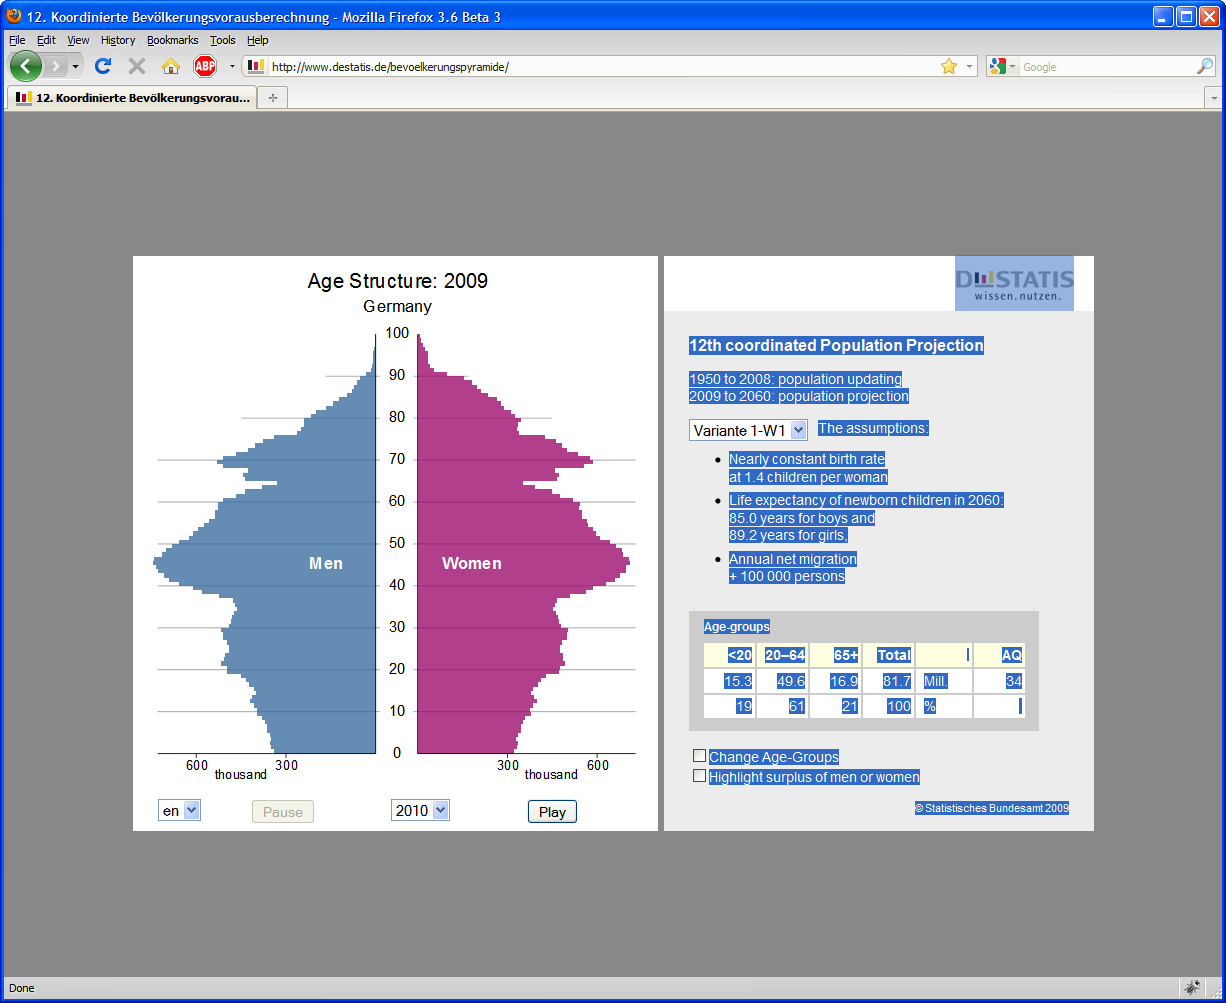 12. Koordinierte Bevölkerungsvorausberechnung - Mozilla Firefox 3.6 Beta 3
File Edit View History Bookmarks Tools Help
ABP http://www.destatis.de/bevoelkerungspyramide/ Google
12. Koordinierte Bevölkerungsvorau...
Age Structure: 2009
Germany
100
90
80
70
60
50
Men Women
40
30
20
10
0
600 300 300 600
thousand thousand
en Pause 2010 Play
D STATIS
wissen.nutzen.
12th coordinated Population Projection
1950 to 2008: population updating
2009 to 2060: population projection
Variante 1-W1 The assumptions:
• Nearly constant birth rate
at 1.4 children per woman
• Life expectancy of newborn children in 2060:
85.0 years for boys and
89.2 years for girls,
• Annual net migration
+ 100 000 persons
Age-groups
<20 20–64 65+ Total AQ
15.3 49.6 16.9 81.7 Mill. 34
19 61 21 100 %
Change Age-Groups
Highlight surplus of men or women
© Statistisches Bundesamt 2009
Done